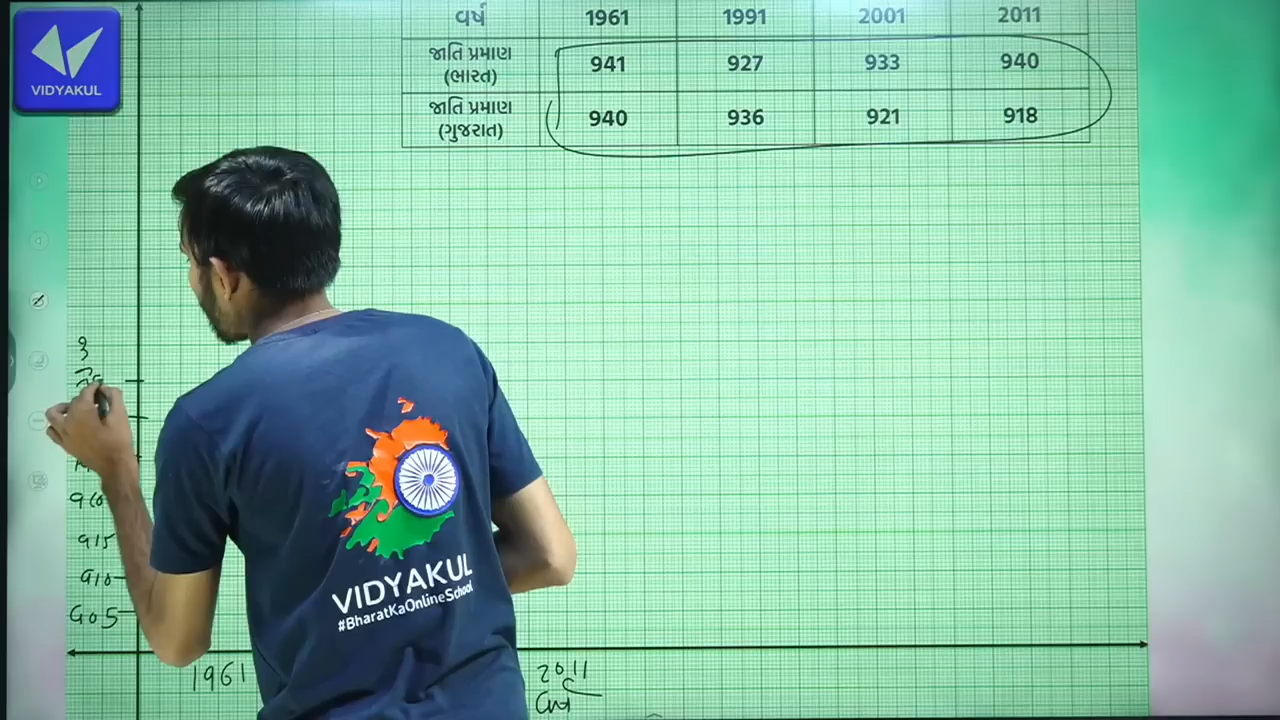 VIDYAKUL
વર્ષ 1961 1991 2001 2011
જાતિ પ્રમાણ (ભારત) 941 927 933 940
જાતિ પ્રમાણ (ગુજરાત) 940 936 921 918
915
910
905
1961 2011
VIDYAKUL
#BharatKaOnlineSchool